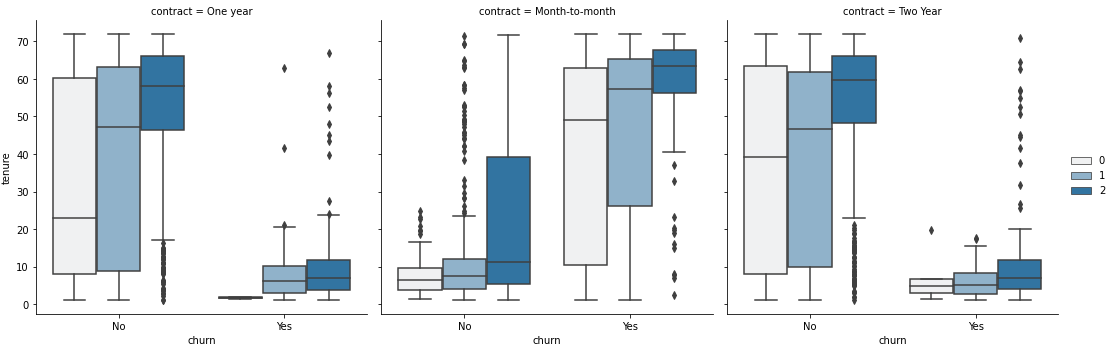 contract = One year
contract = Month-to-month
contract = Two Year
70
60
50
40
30
20
10
0
tenure
No
Yes
No
Yes
No
Yes
churn
churn
churn
0
1
2